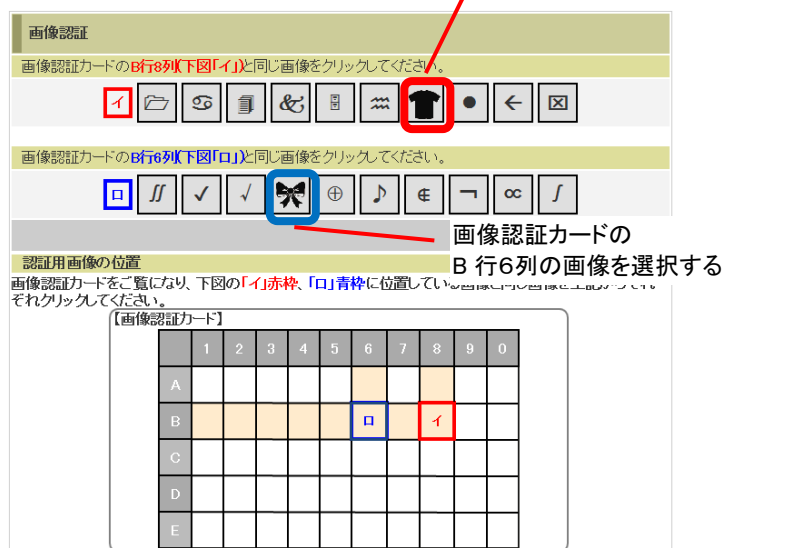 画像認証
画像認証カードのB行8列(下図「イ」)と同じ画像をクリックしてください。
イ
画像認証カードのB行6列(下図「ロ」)と同じ画像をクリックしてください。
ロ
画像認証カードの
B 行6列の画像を選択する
認証用画像の位置
画像認証カードをご覧になり、下図の「イ」赤枠、「ロ」青枠に位置している画像と同じ画像を上記からそれ
ぞれクリックしてください。
【画像認証カード】
1 2 3 4 5 6 7 8 9 0
A
B ロ イ
C
D
E